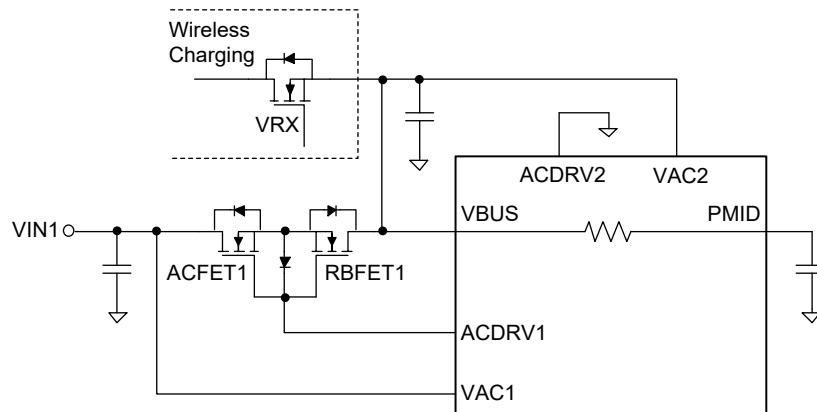 Wireless
Charging
VRX
ACDRV2
VAC2
VIN1
VBUS
PMID
ACFET1
RBFET1
ACDRV1
VAC1